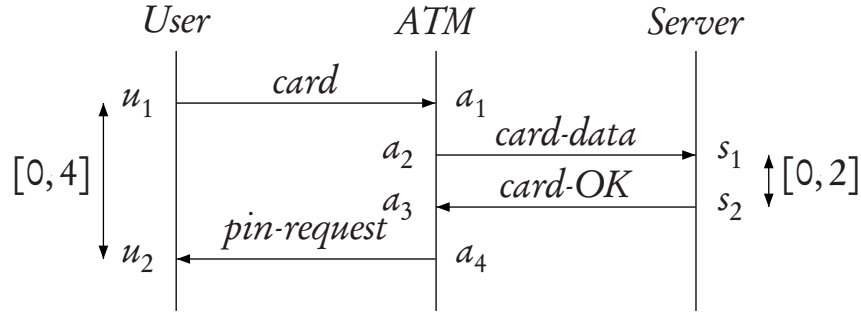 User ATM Server
u1 card a1
a2 card-data s1
[0,4] [0,2]
a3 card-OK s2
pin-request
u2 a4